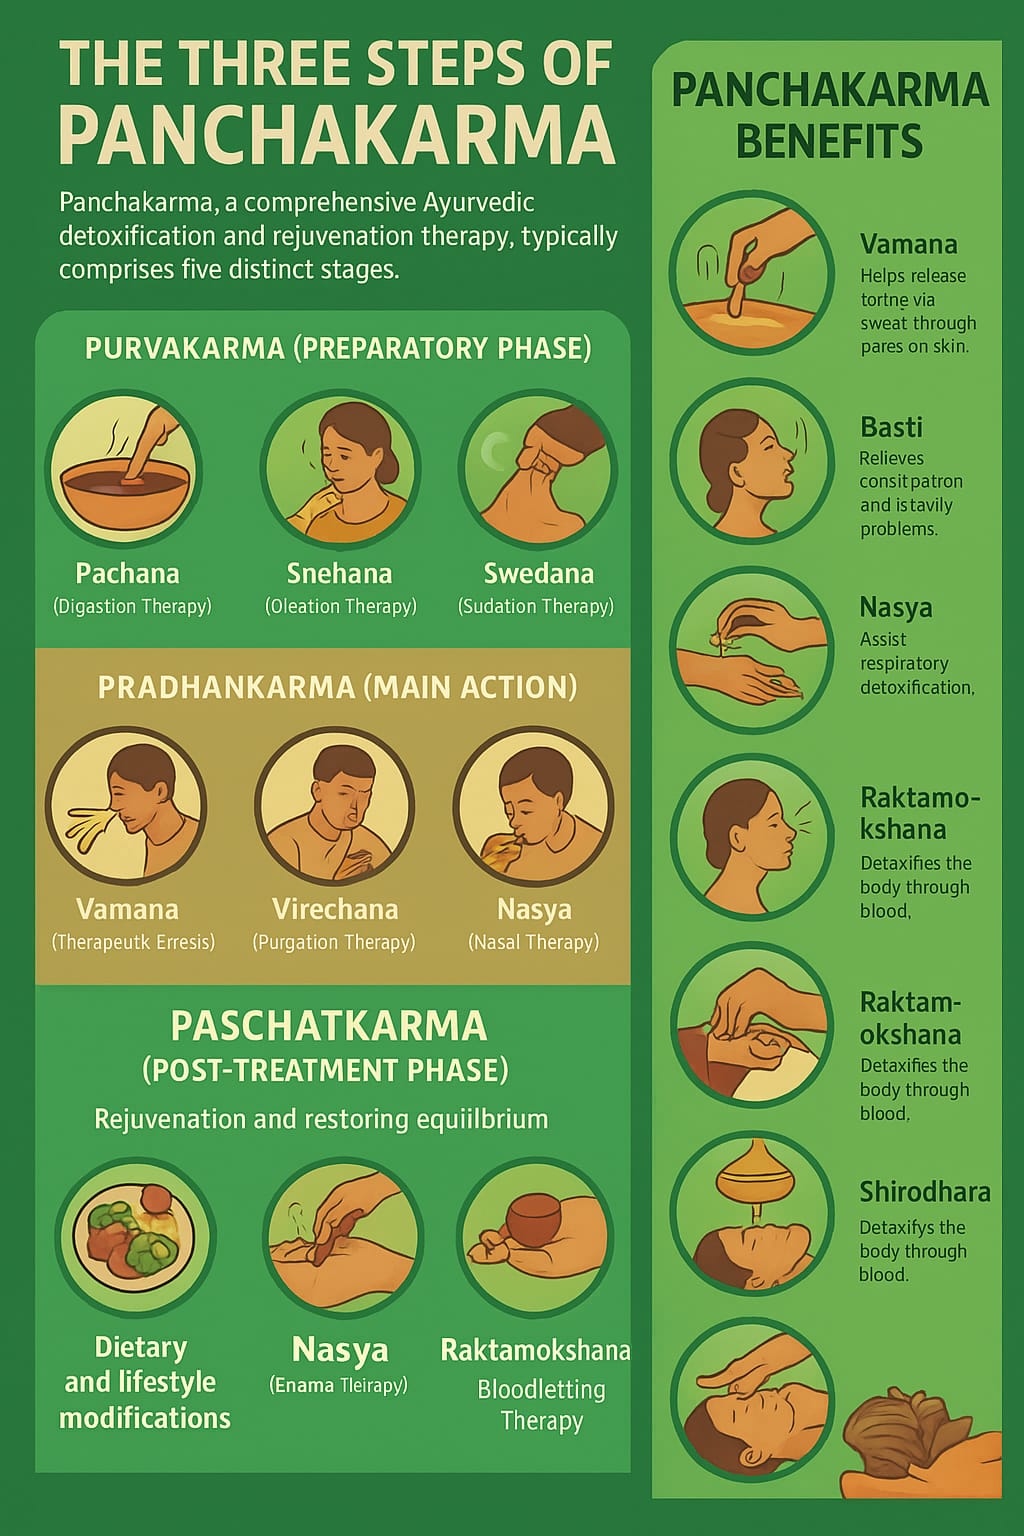 THE THREE STEPS OF
PANCHAKARMA
Panchakarma, a comprehensive Ayurvedic
detoxification and rejuvenation therapy, typically
comprises five distinct stages.
PURVAKARMA (PREPARATORY PHASE)
Pachana
(Digastion Therapy)
Snehana
(Oleation Therapy)
Swedana
(Sudation Therapy)
PRADHANKARMA (MAIN ACTION)
Vamana
(Therapeutk Erresis)
Virechana
(Purgation Therapy)
Nasya
(Nasal Therapy)
PASCHATKARMA
(POST-TREATMENT PHASE)
Rejuvenation and restoring equiilbrium
Dietary
and lifestyle
modifications
Nasya
(Enama Tleirapy)
Raktamokshana
Bloodletting
Therapy
PANCHAKARMA
BENEFITS
Vamana
Helps release
tortne via
sweat through
pares on skin.
Basti
Relieves
consit patron
and istavily
problems.
Nasya
Assist
respiratory
detoxification,
Raktamo-
kshana
Detaxifies the
body through
blood,
Raktam-
okshana
Detaxifies the
body through
blood,
Shirodhara
Detaxifys the
body through
blood.